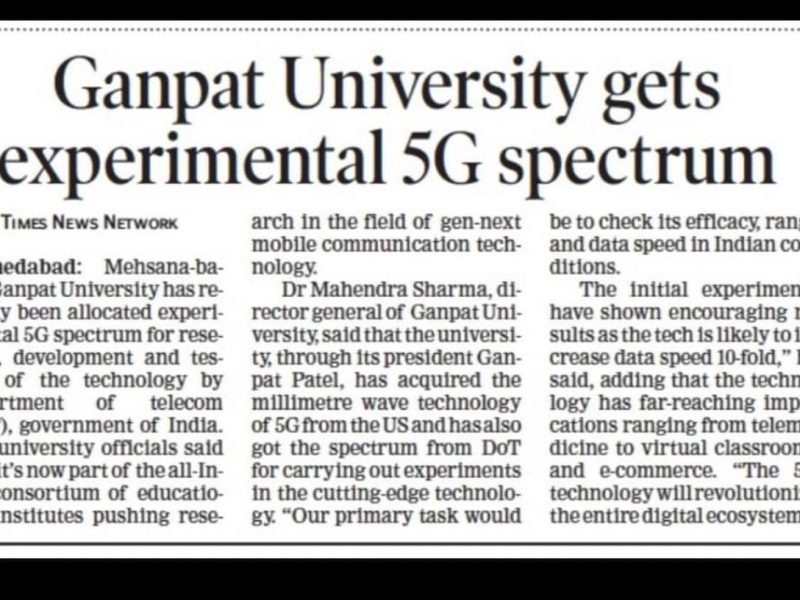 Ganpat University gets
experimental 5G spectrum
TIMES NEWS NETWORK
nedabad: Mehsana-ba-
Ganpat University has re-
y been allocated experi-
tal 5G spectrum for rese-
, development and tes-
of the technology by
rtment of telecom
), government of India.
university officials said
it's now part of the all-In-
consortium of educatio-
nstitutes pushing rese-
arch in the field of gen-next
mobile communication tech-
nology.
Dr Mahendra Sharma, di-
rector general of Ganpat Uni-
versity, said that the universi-
ty, through its president Gan-
pat Patel, has acquired the
millimetre wave technology
of 5G from the US and has also
got the spectrum from DoT
for carrying out experiments
in the cutting-edge technolo-
gy. “Our primary task would
be to check its efficacy, rang
and data speed in Indian co
ditions.
The initial experimen
have shown encouraging r
sults as the tech is likely to i
crease data speed 10-fold,” h
said, adding that the techn
logy has far-reaching imp
cations ranging from telem
dicine to virtual classroon
and e-commerce. “The 5
technology will revolutioni
the entire digital ecosystem